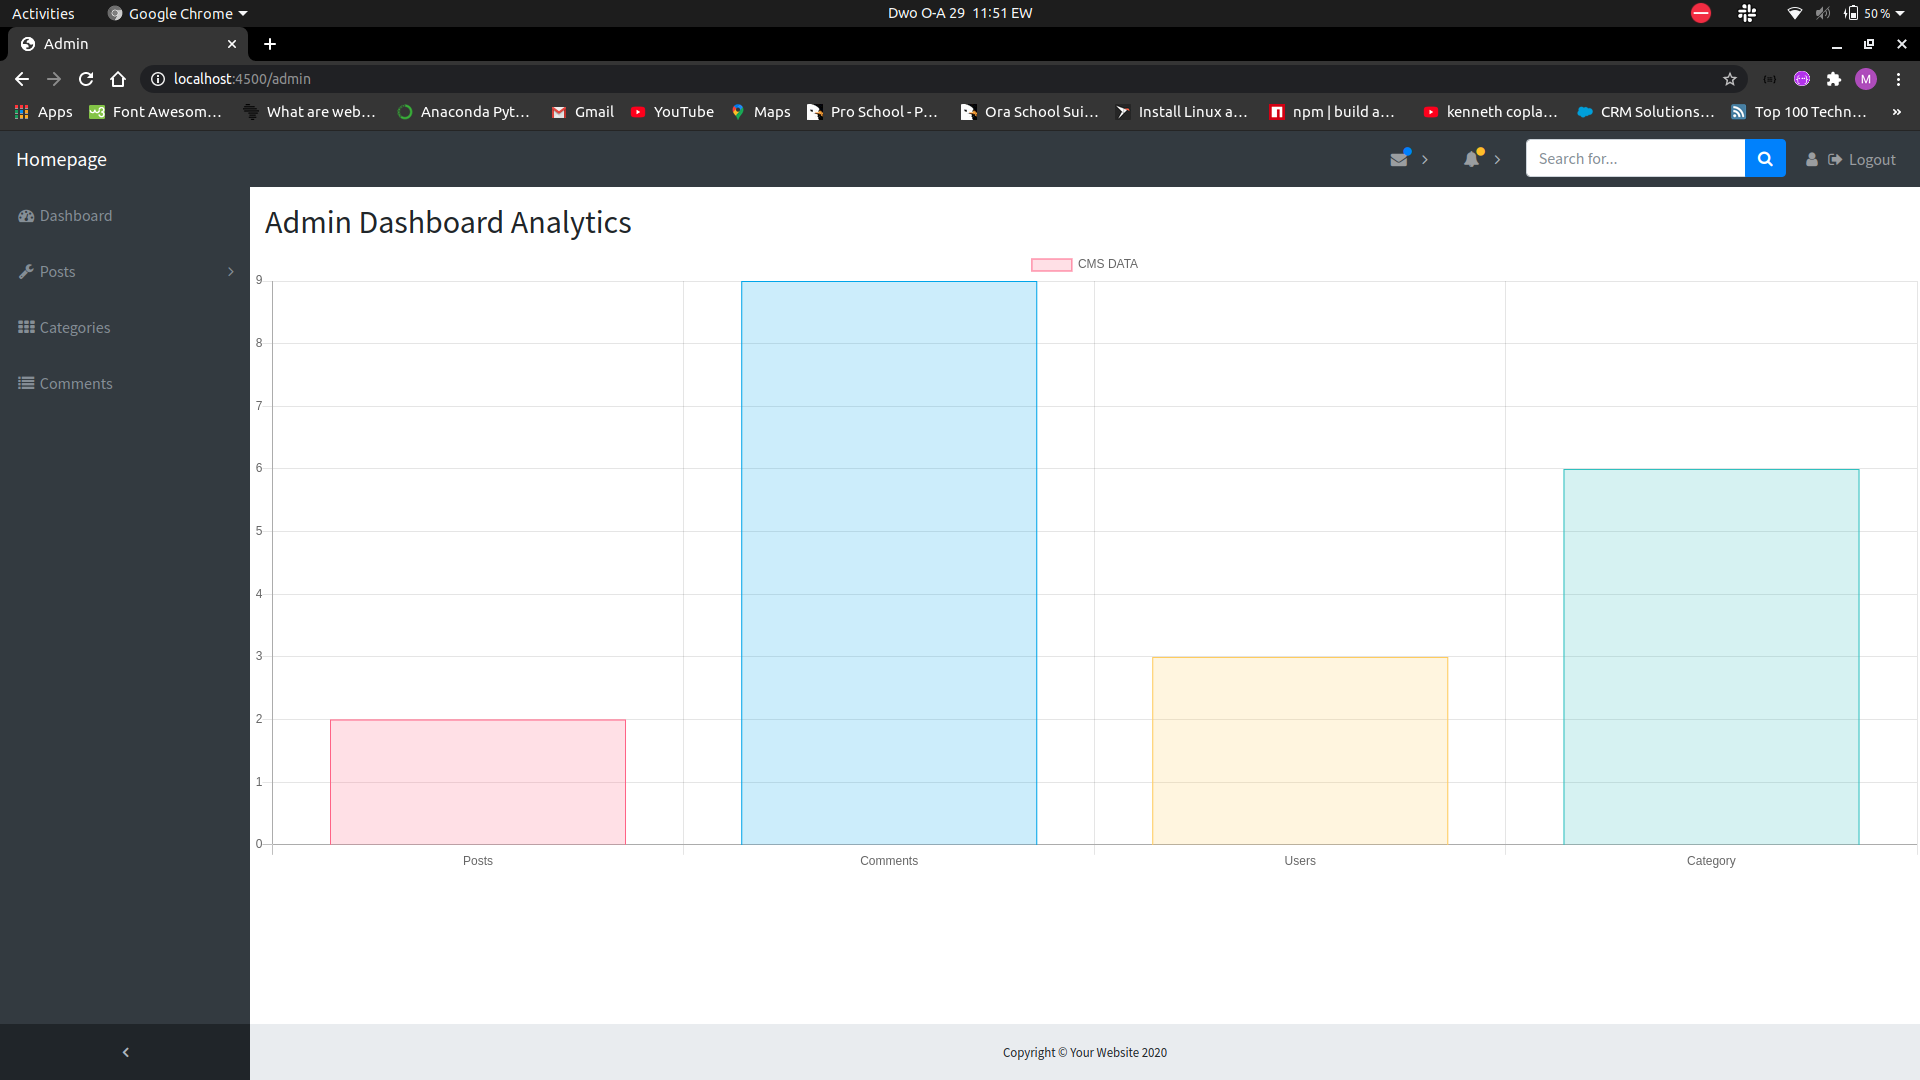 Activities Google Chrome Dwo O-A 29 11:51 EW 50 %
Admin
localhost:4500/admin M
Apps Font Awesom… What are web… Anaconda Pyt… Gmail YouTube Maps Pro School - P… Ora School Sui… Install Linux a… npm | build a… kenneth copla… CRM Solutions… Top 100 Techn… »
Homepage Search for... Logout
Dashboard
Posts
Categories
Comments
Admin Dashboard Analytics
CMS DATA
9
8
7
6
5
4
3
2
1
0
Posts Comments Users Category
Copyright © Your Website 2020